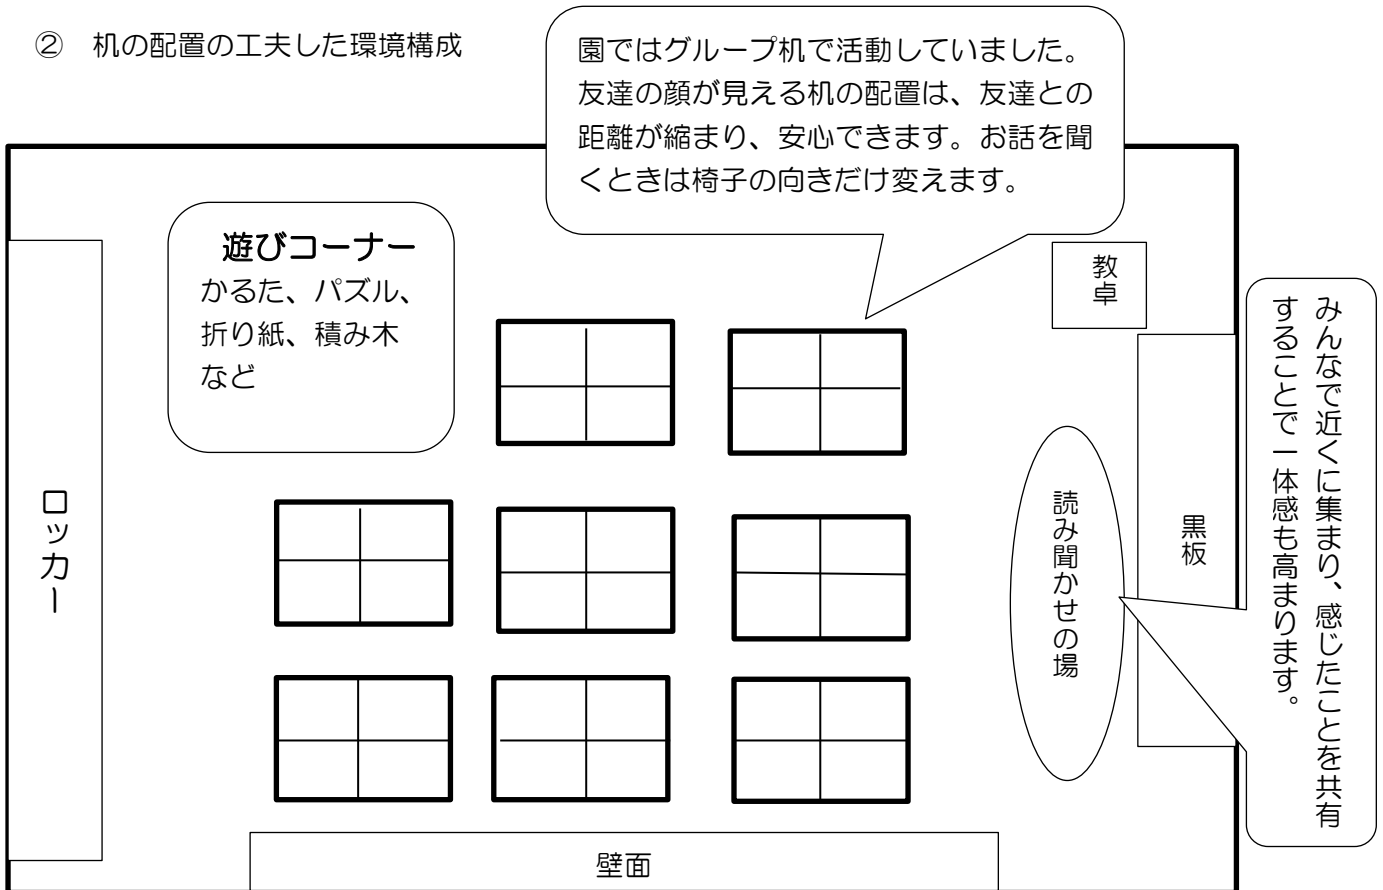 ② 机の配置の工夫した環境構成
園ではグループ机で活動していました。
友達の顔が見える机の配置は、友達との
距離が縮まり、安心できます。お話を聞
くときは椅子の向きだけ変えます。
遊びコーナー
かるた、パズル、
折り紙、積み木
など
教卓
みんなで近くに集まり、感じたことを共有
することで一体感も高まります。
ロッカー
読み聞かせの場
黒板
壁面